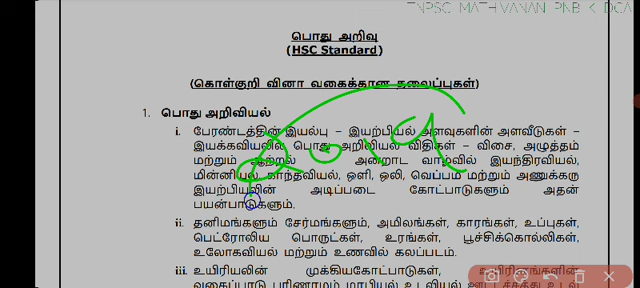 TNPSC MATHIVANAN PNB K DCA
பொது அறிவு
(HSC Standard)
(கொள்குறி வினா வகைக்கான தலைப்புகள்)
1. பொது அறிவியல்
i. பேரண்டத்தின் இயல்பு – இயற்பியல் அளவுகளின் அளவீடுகள் –
இயக்கவியலில் பொது அறிவியல் விதிகள் – விசை, அழுத்தம்
மற்றும் ஆற்றல் – அன்றாட வாழ்வில் இயந்திரவியல்,
மின்னியல், காந்தவியல், ஒளி, ஒலி, வெப்பம் மற்றும் அணுக்கரு
இயற்பியலின் அடிப்படை கோட்பாடுகளும் அதன்
பயன்பாடுகளும்.
ii. தனிமங்களும் சேர்மங்களும், அமிலங்கள், காரங்கள், உப்புகள்,
பெட்ரோலிய பொருட்கள், உரங்கள், பூச்சிக்கொல்லிகள்,
உலோகவியல் மற்றும் உணவில் கலப்படம்.
iii. உயிரியலின் முக்கியகோட்பாடுகள், உயிரினங்களின்